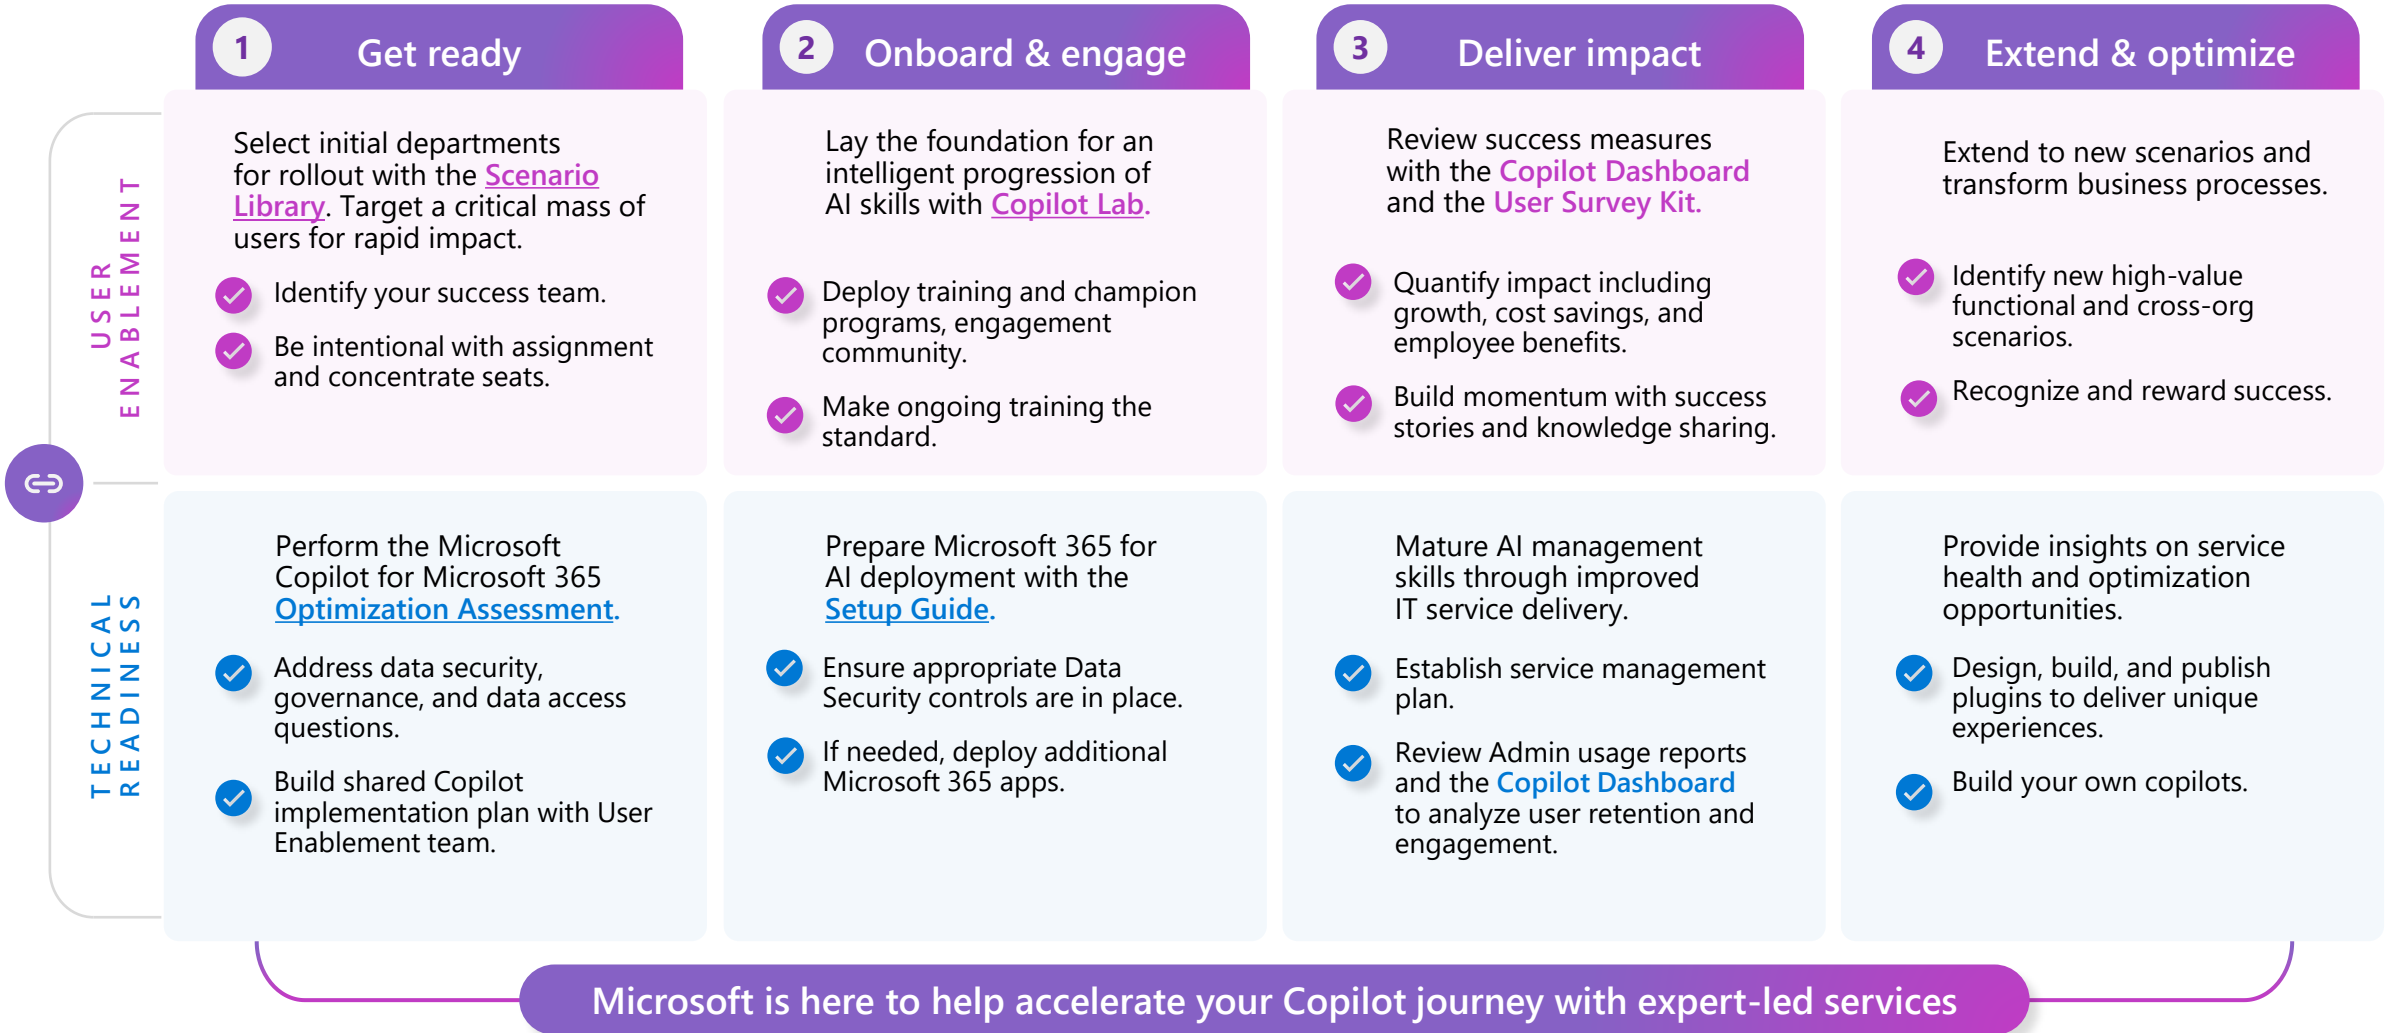 1
Get ready
2
Onboard & engage
3
Deliver impact
4
Extend & optimize
USER
ENABLEMENT
Select initial departments
for rollout with the Scenario
Library. Target a critical mass of
users for rapid impact.
Identify your success team.
Be intentional with assignment
and concentrate seats.
Lay the foundation for an
intelligent progression of
AI skills with Copilot Lab.
Deploy training and champion
programs, engagement
community.
Make ongoing training the
standard.
Review success measures
with the Copilot Dashboard
and the User Survey Kit.
Quantify impact including
growth, cost savings, and
employee benefits.
Build momentum with success
stories and knowledge sharing.
Extend to new scenarios and
transform business processes.
Identify new high-value
functional and cross-org
scenarios.
Recognize and reward success.
TECHNICAL
READINESS
Perform the Microsoft
Copilot for Microsoft 365
Optimization Assessment.
Address data security,
governance, and data access
questions.
Build shared Copilot
implementation plan with User
Enablement team.
Prepare Microsoft 365 for
AI deployment with the
Setup Guide.
Ensure appropriate Data
Security controls are in place.
If needed, deploy additional
Microsoft 365 apps.
Mature AI management
skills through improved
IT service delivery.
Establish service management
plan.
Review Admin usage reports
and the Copilot Dashboard
to analyze user retention and
engagement.
Provide insights on service
health and optimization
opportunities.
Design, build, and publish
plugins to deliver unique
experiences.
Build your own copilots.
Microsoft is here to help accelerate your Copilot journey with expert-led services